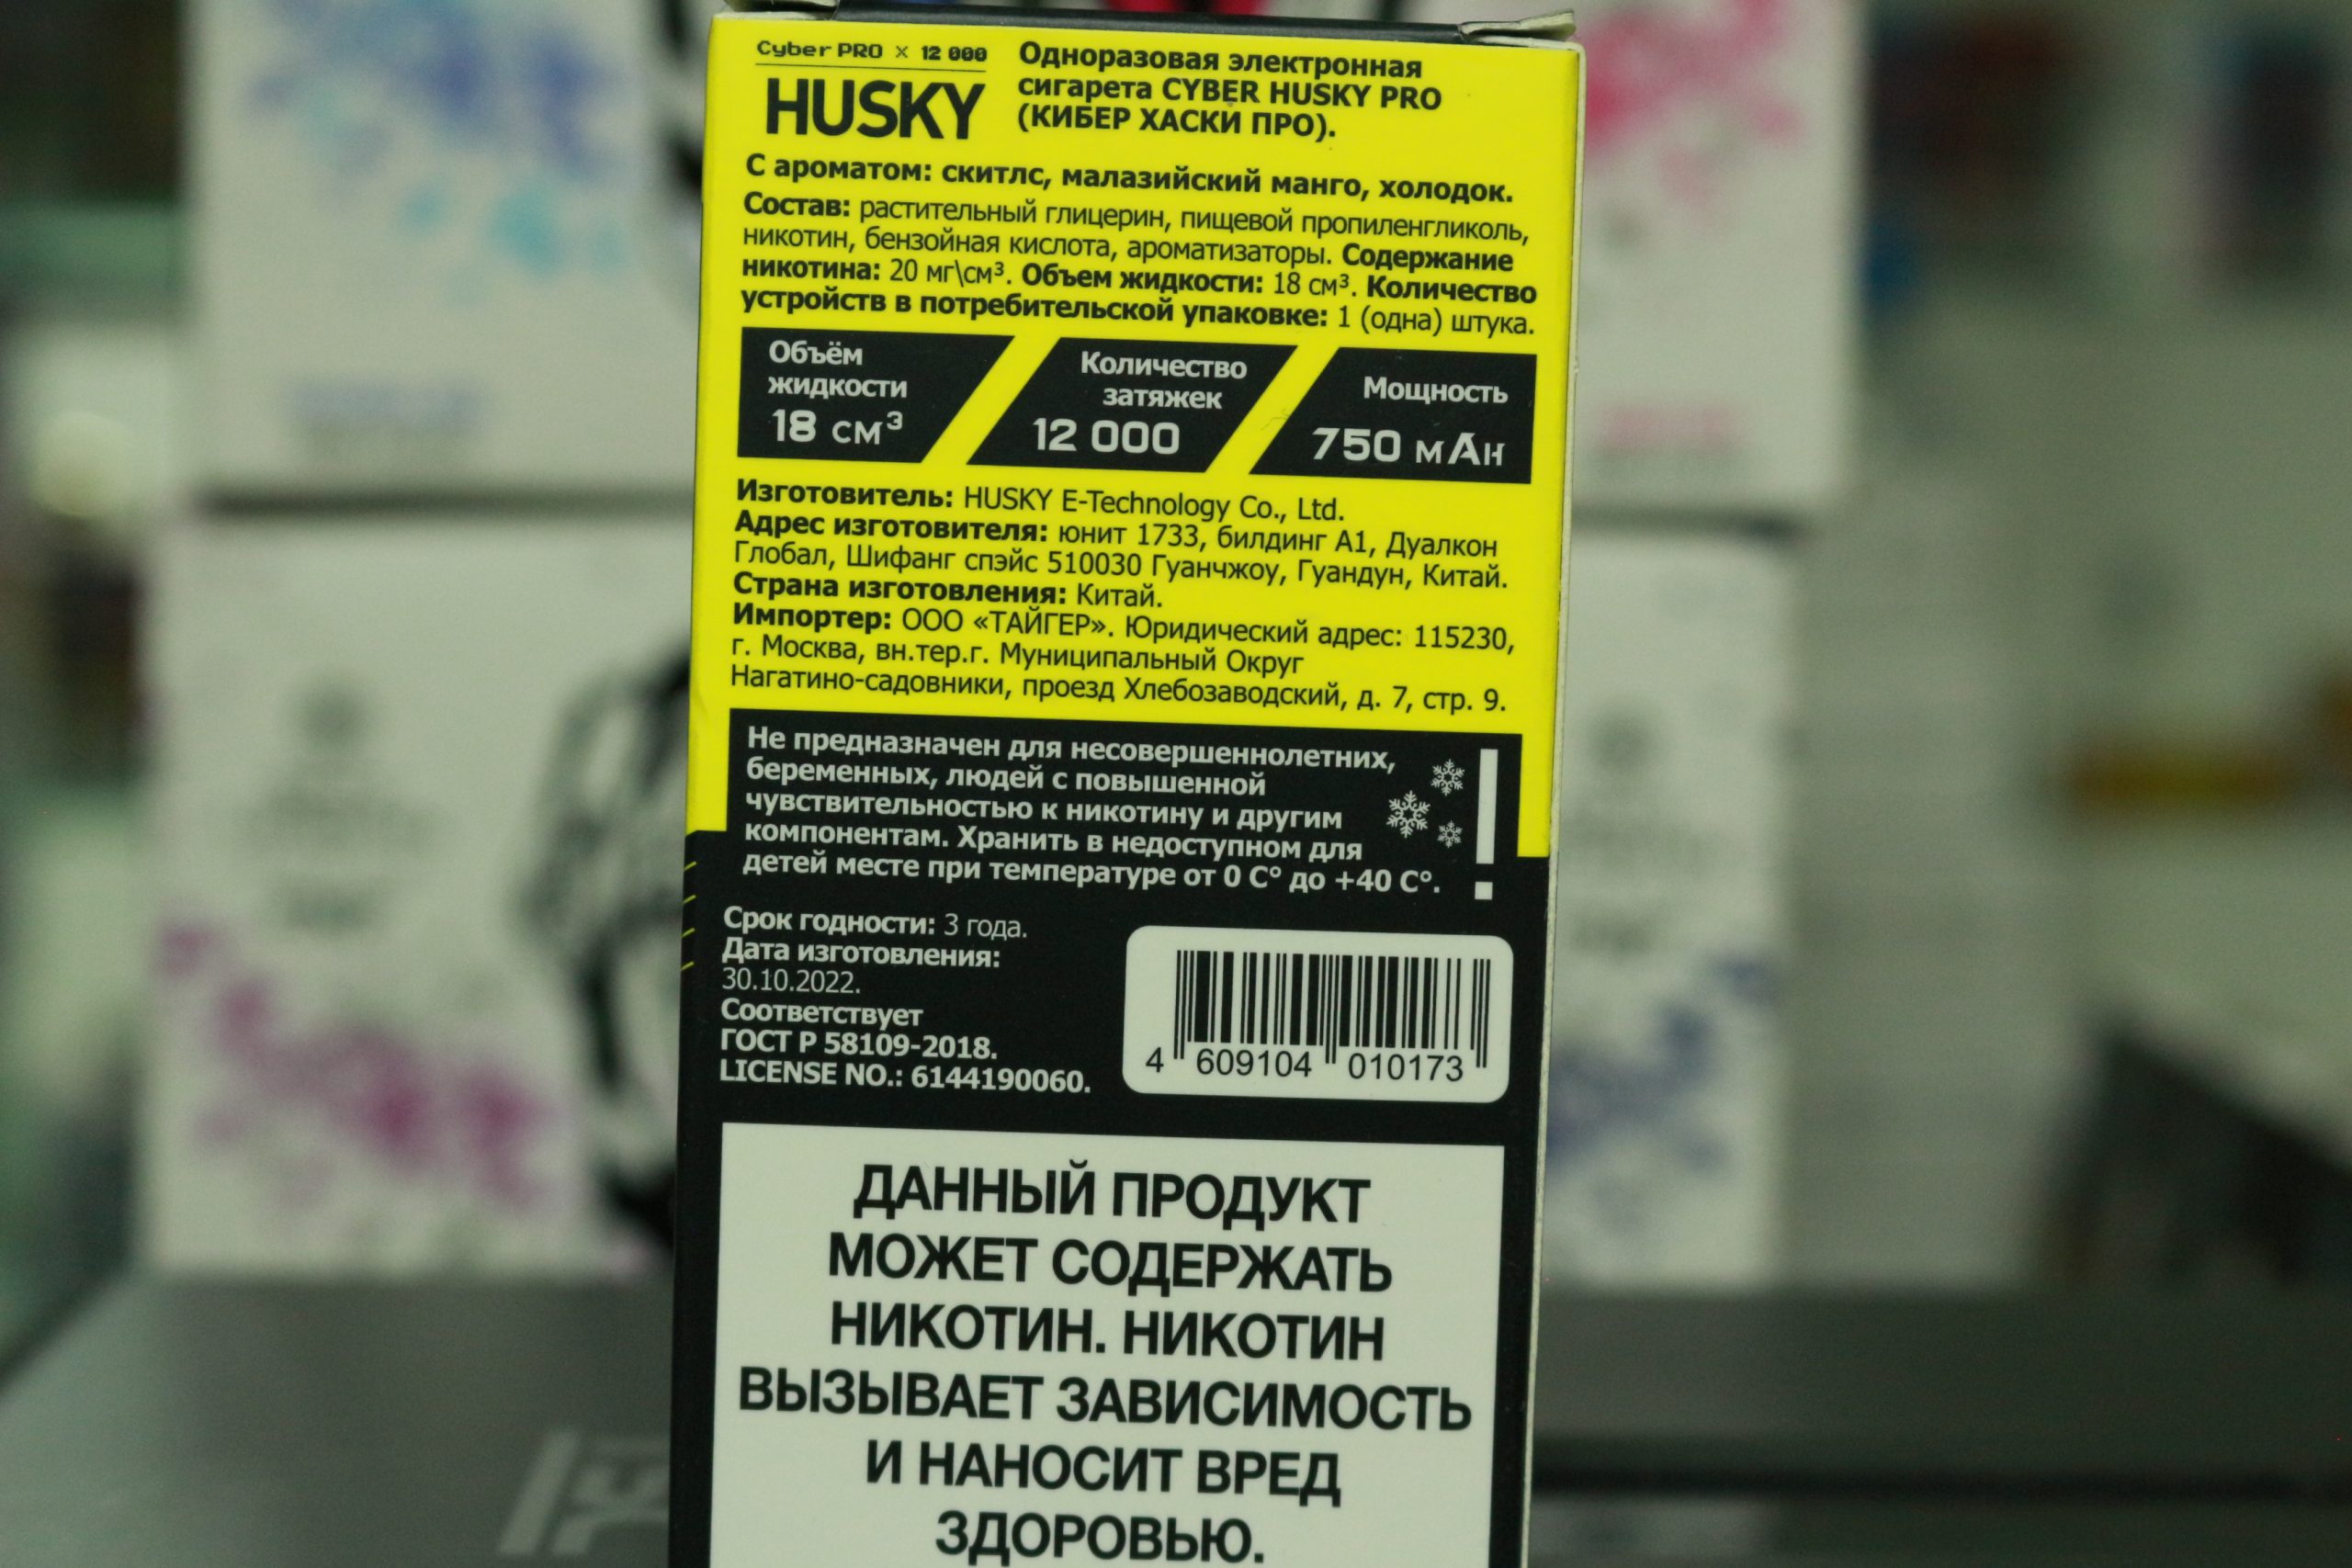 Cyber PRO × 12 000
HUSKY
Одноразовая электронная
сигарета CYBER HUSKY PRO
(КИБЕР ХАСКИ ПРО).
С ароматом: скитлс, малазийский манго, холодок.
Состав: растительный глицерин, пищевой пропиленгликоль,
никотин, бензойная кислота, ароматизаторы. Содержание
никотина: 20 мг\см³. Объем жидкости: 18 см³. Количество
устройств в потребительской упаковке: 1 (одна) штука.
Объём
жидкости
18 см³
Количество
затяжек
12 000
Мощность
750 мАн
Изготовитель: HUSKY E-Technology Co., Ltd.
Адрес изготовителя: юнит 1733, билдинг А1, Дуалкон
Глобал, Шифанг спэйс 510030 Гуанчжоу, Гуандун, Китай.
Страна изготовления: Китай.
Импортер: ООО «ТАЙГЕР». Юридический адрес: 115230,
г. Москва, вн.тер.г. Муниципальный Округ
Нагатино-садовники, проезд Хлебозаводский, д. 7, стр. 9.
Не предназначен для несовершеннолетних,
беременных, людей с повышенной
чувствительностью к никотину и другим
компонентам. Хранить в недоступном для
детей месте при температуре от 0 С° до +40 С°.
!
Срок годности: 3 года.
Дата изготовления:
30.10.2022.
Соответствует
ГОСТ Р 58109-2018.
LICENSE NO.: 6144190060.
4 609104 010173
ДАННЫЙ ПРОДУКТ
МОЖЕТ СОДЕРЖАТЬ
НИКОТИН. НИКОТИН
ВЫЗЫВАЕТ ЗАВИСИМОСТЬ
И НАНОСИТ ВРЕД
ЗДОРОВЬЮ.